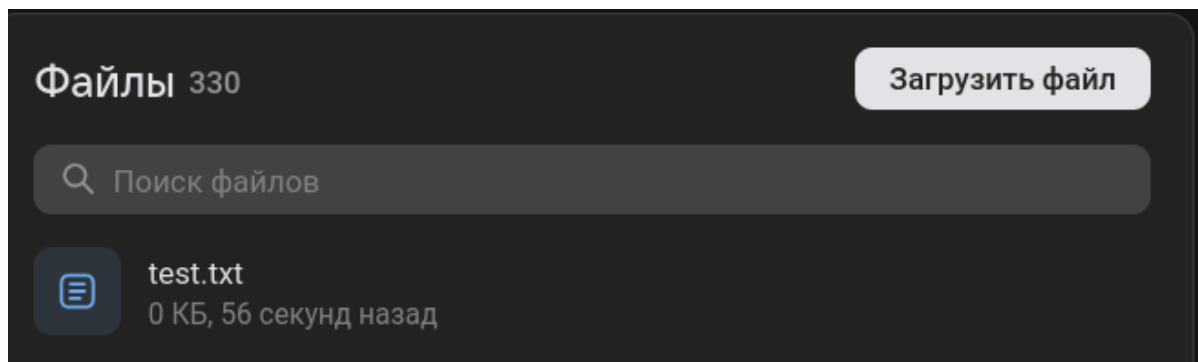 Файлы 330
Загрузить файл
Поиск файлов
test.txt
0 КБ, 56 секунд назад